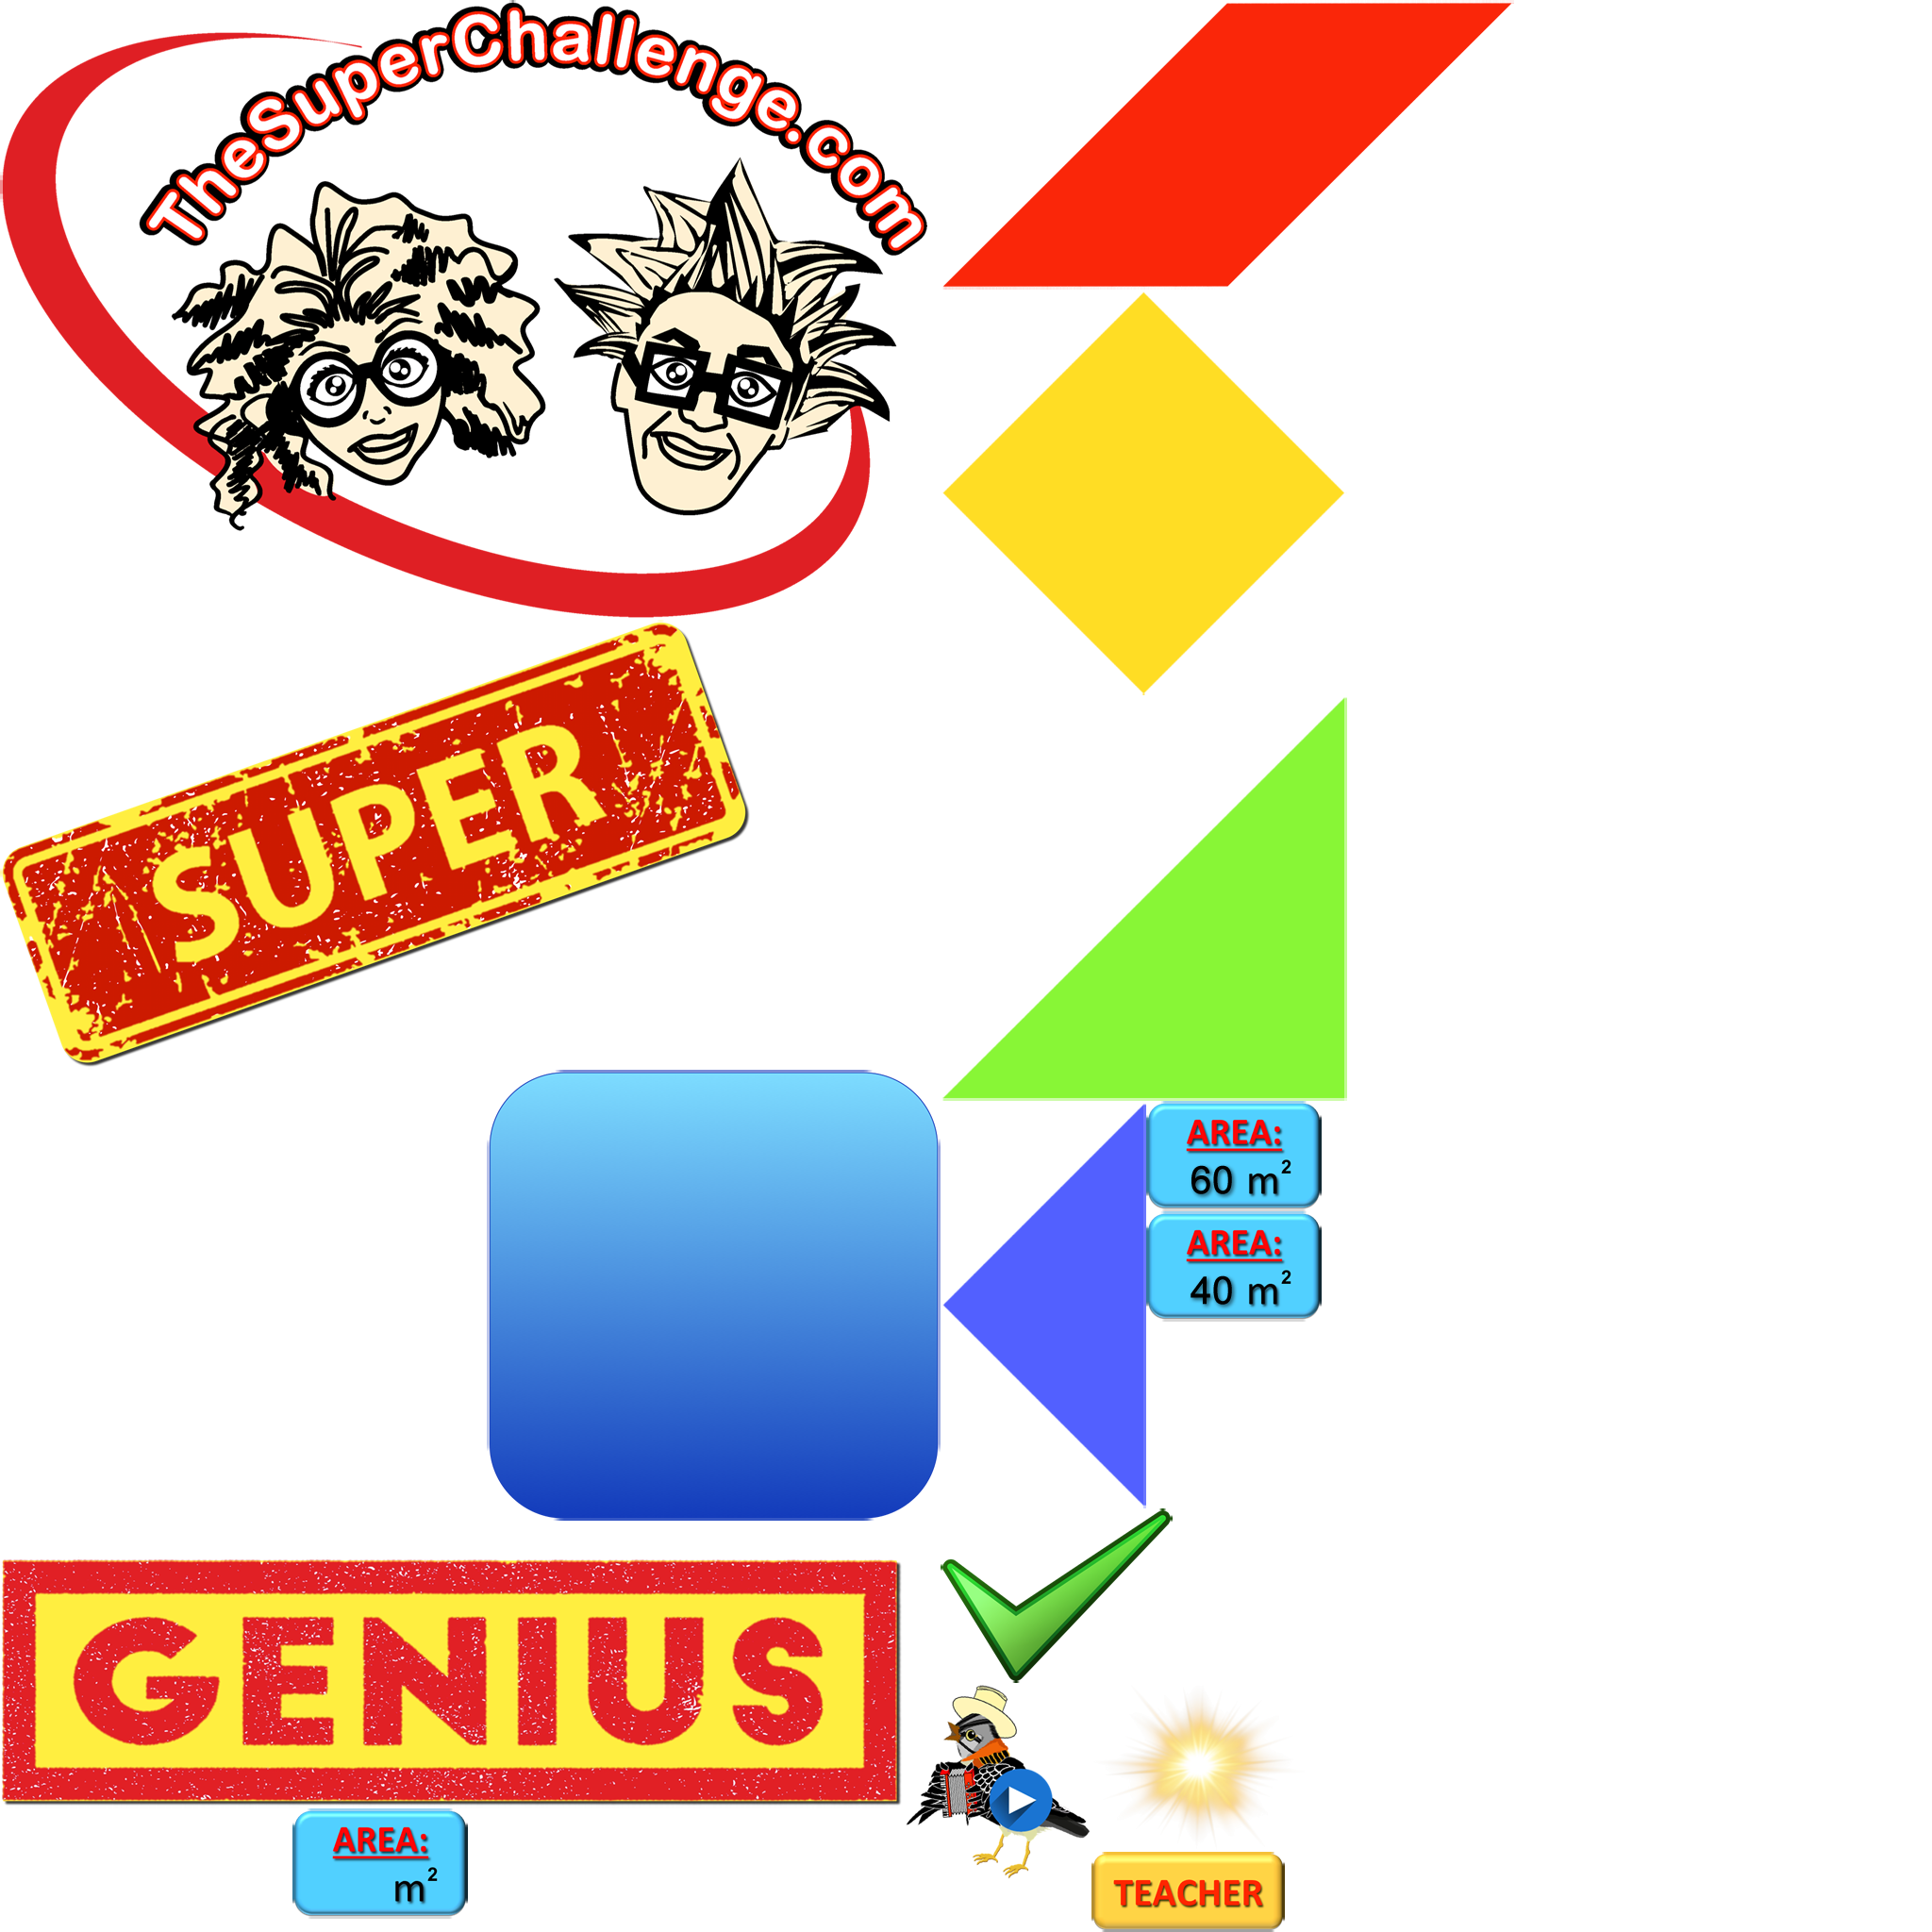 TheSuperChallenge.com
SUPER
AREA:
60 m²
AREA:
40 m²
GENIUS
AREA:
m²
TEACHER